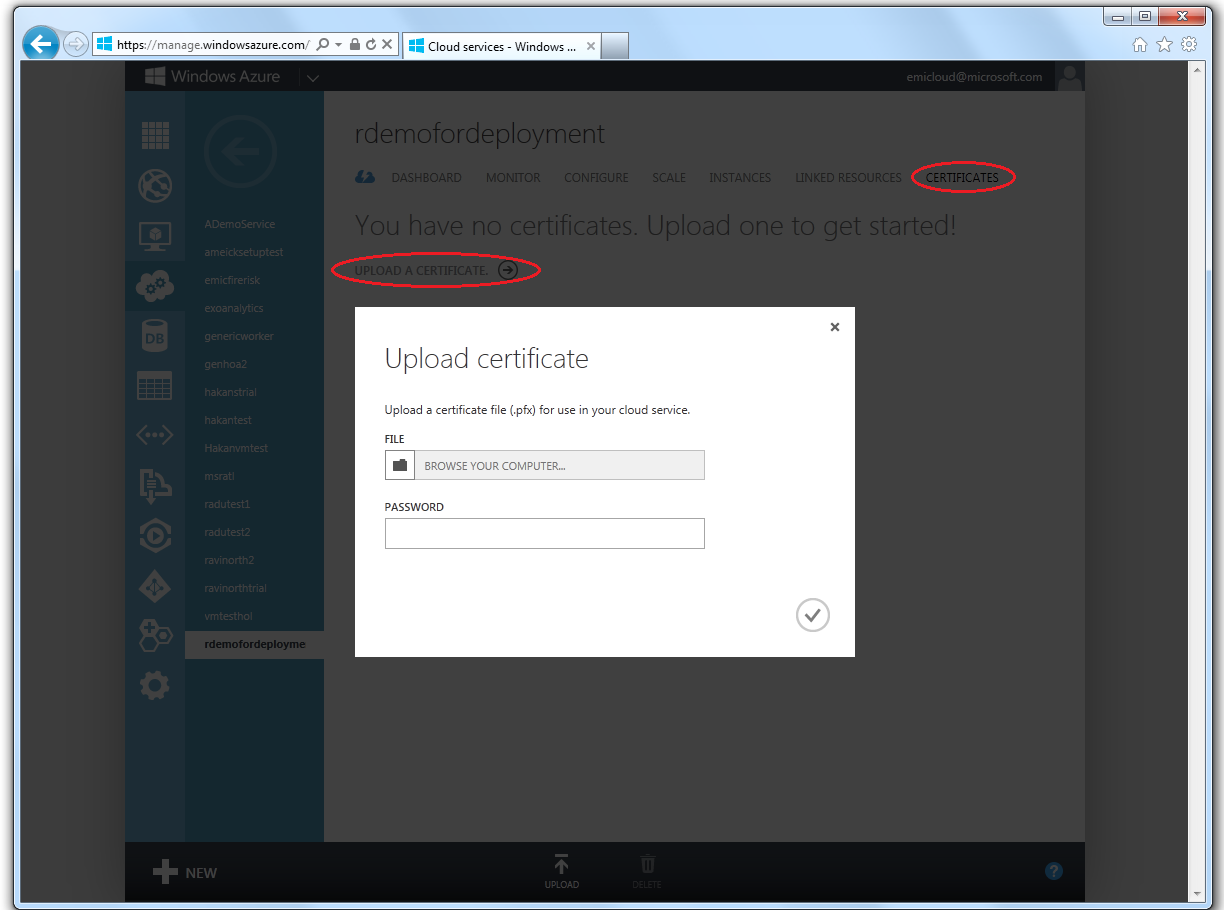 https://manage.windowsazure.com/
Cloud services - Windows ...
Windows Azure
emicloud@microsoft.com
rdemofordeployment
DASHBOARD MONITOR CONFIGURE SCALE INSTANCES LINKED RESOURCES CERTIFICATES
You have no certificates. Upload one to get started!
UPLOAD A CERTIFICATE.
ADemoService
ameicksetuptest
emicfirerisk
exoanalytics
genericworker
genhoa2
hakanstrial
hakantest
Hakanvmtest
msratl
radutest1
radutest2
ravinorth2
ravinorthtrial
vmtesthol
rdemofordeployme
DB
Upload certificate
Upload a certificate file (.pfx) for use in your cloud service.
FILE
BROWSE YOUR COMPUTER...
PASSWORD
NEW
UPLOAD
DELETE
?